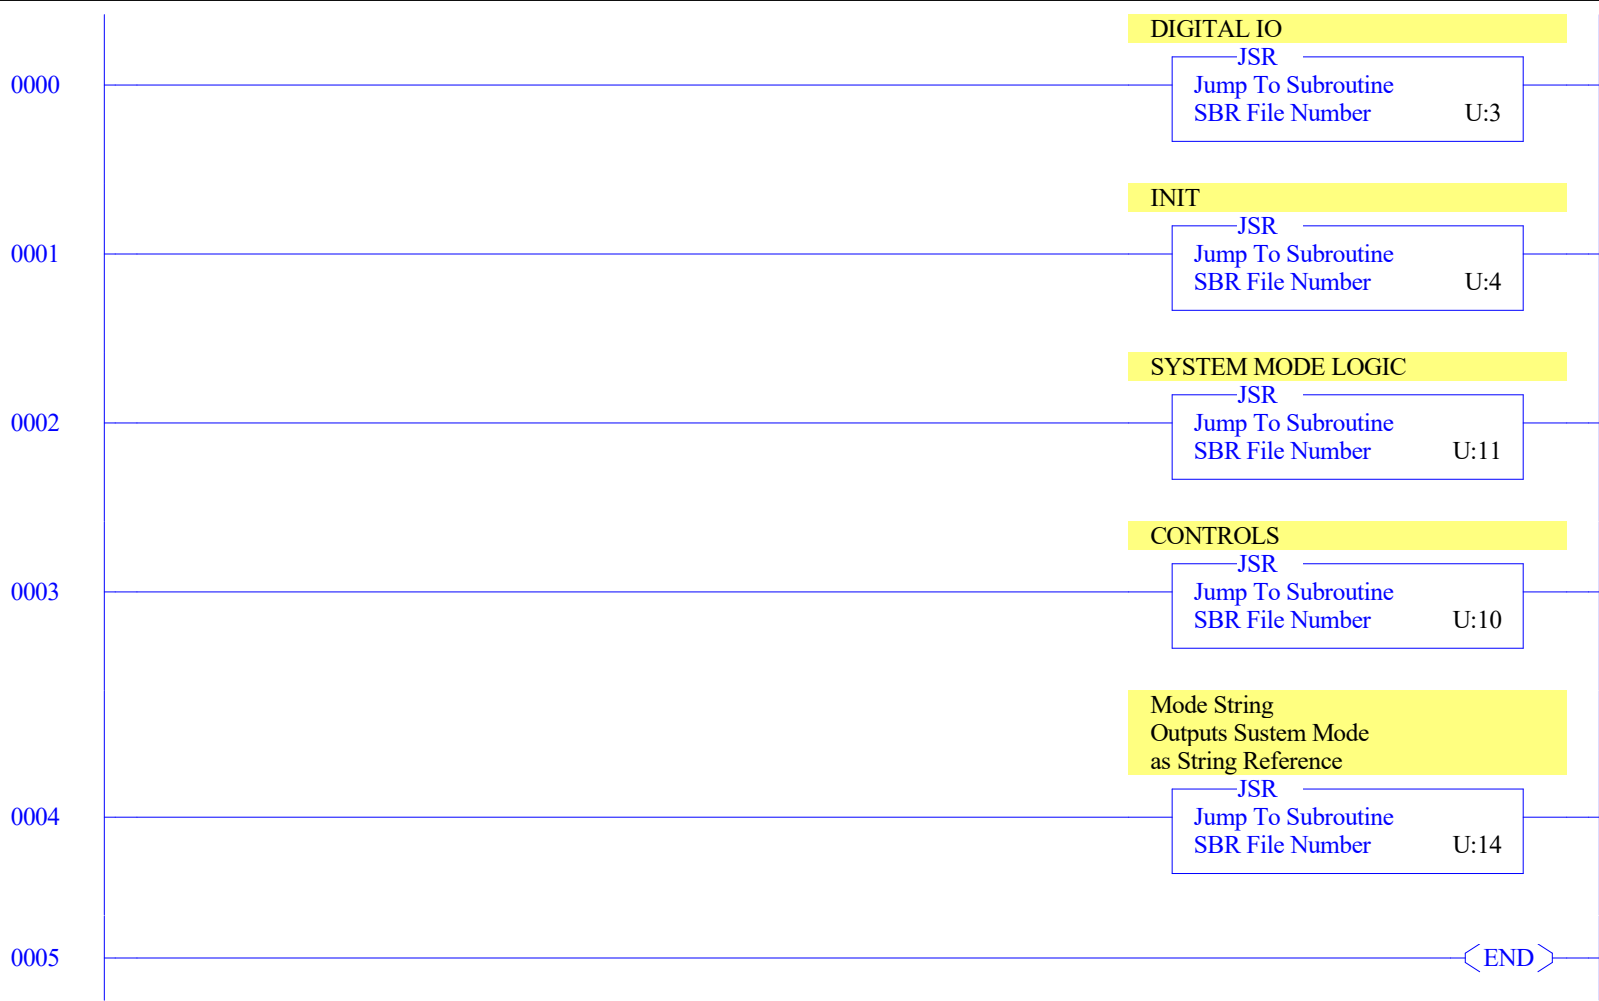 DIGITAL IO
JSR
0000
Jump To Subroutine
SBR File Number U:3
INIT
JSR
0001
Jump To Subroutine
SBR File Number U:4
SYSTEM MODE LOGIC
JSR
0002
Jump To Subroutine
SBR File Number U:11
CONTROLS
JSR
0003
Jump To Subroutine
SBR File Number U:10
Mode String
Outputs Sustem Mode
as String Reference
JSR
0004
Jump To Subroutine
SBR File Number U:14
0005
END